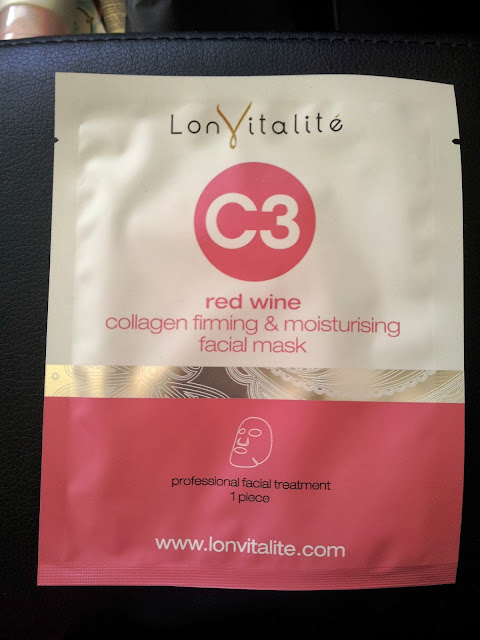 LonVitalité
C3
red wine
collagen firming & moisturising
facial mask
professional facial treatment
1 piece
www.lonvitalite.com